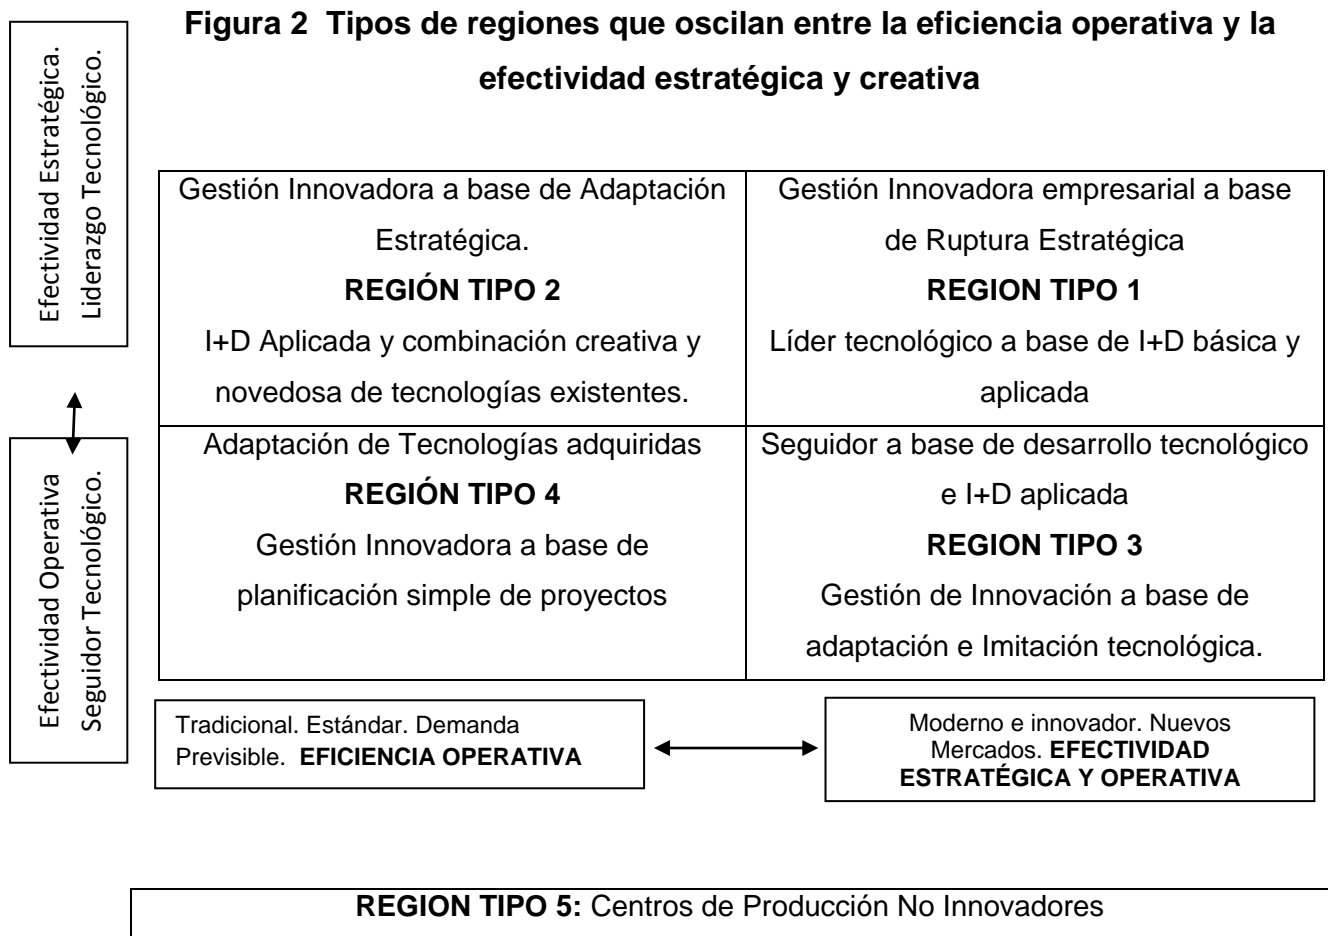 Figura 2 Tipos de regiones que oscilan entre la eficiencia operativa y la
efectividad estratégica y creativa
Efectividad Estratégica.
Liderazgo Tecnológico.
Gestión Innovadora a base de Adaptación
Estratégica.
REGIÓN TIPO 2
I+D Aplicada y combinación creativa y
novedosa de tecnologías existentes.
Gestión Innovadora empresarial a base
de Ruptura Estratégica
REGION TIPO 1
Líder tecnológico a base de I+D básica y
aplicada
Efectividad Operativa
Seguidor Tecnológico.
Adaptación de Tecnologías adquiridas
REGIÓN TIPO 4
Gestión Innovadora a base de
planificación simple de proyectos
Seguidor a base de desarrollo tecnológico
e I+D aplicada
REGION TIPO 3
Gestión de Innovación a base de
adaptación e Imitación tecnológica.
Tradicional. Estándar. Demanda
Previsible. EFICIENCIA OPERATIVA
Moderno e innovador. Nuevos
Mercados. EFECTIVIDAD
ESTRATÉGICA Y OPERATIVA
REGION TIPO 5: Centros de Producción No Innovadores